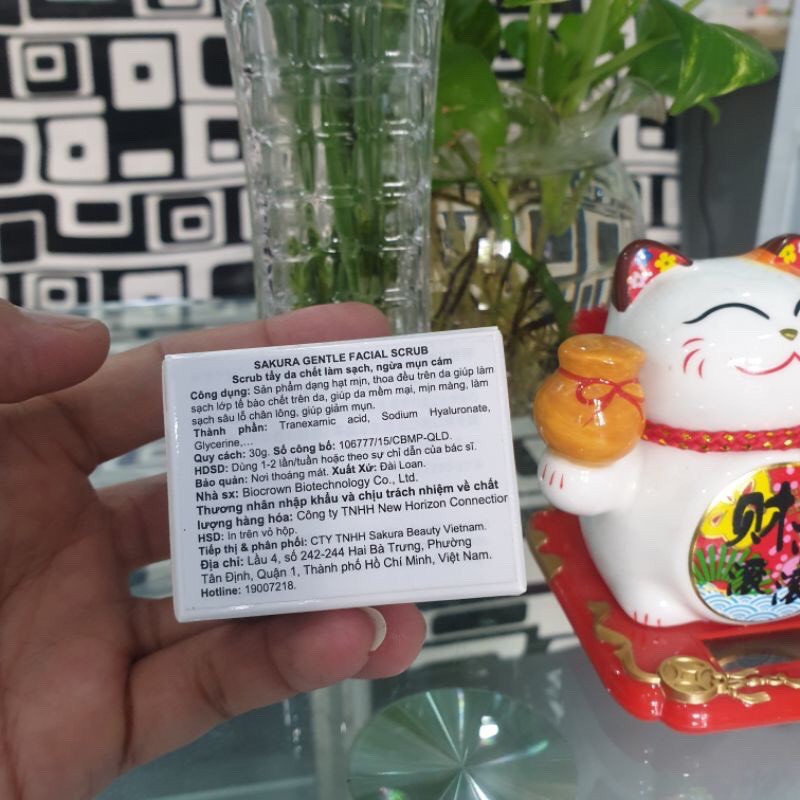 SAKURA GENTLE FACIAL SCRUB
Scrub tẩy da chết làm sạch, ngừa mụn cám
Công dụng: Sản phẩm dạng hạt mịn, thoa đều trên da giúp làm
sạch lớp tế bào chết trên da, giúp da mềm mại, mịn màng, làm
sạch sâu lỗ chân lông, giúp giảm mụn.
Thành phần: Tranexamic acid, Sodium Hyaluronate,
Glycerine,...
Quy cách: 30g. Số công bố: 106777/15/CBMP-QLD.
HDSD: Dùng 1-2 lần/tuần hoặc theo sự chỉ dẫn của bác sĩ.
Bảo quản: Nơi thoáng mát. Xuất Xứ: Đài Loan.
Nhà sx: Biocrown Biotechnology Co., Ltd.
Thương nhân nhập khẩu và chịu trách nhiệm về chất
lượng hàng hóa: Công ty TNHH New Horizon Connection
HSD: In trên vỏ hộp.
Tiếp thị & phân phối: CTY TNHH Sakura Beauty Vietnam.
Địa chỉ: Lầu 4, số 242-244 Hai Bà Trưng, Phường
Tân Định, Quận 1, Thành phố Hồ Chí Minh, Việt Nam.
Hotline: 19007218.
财